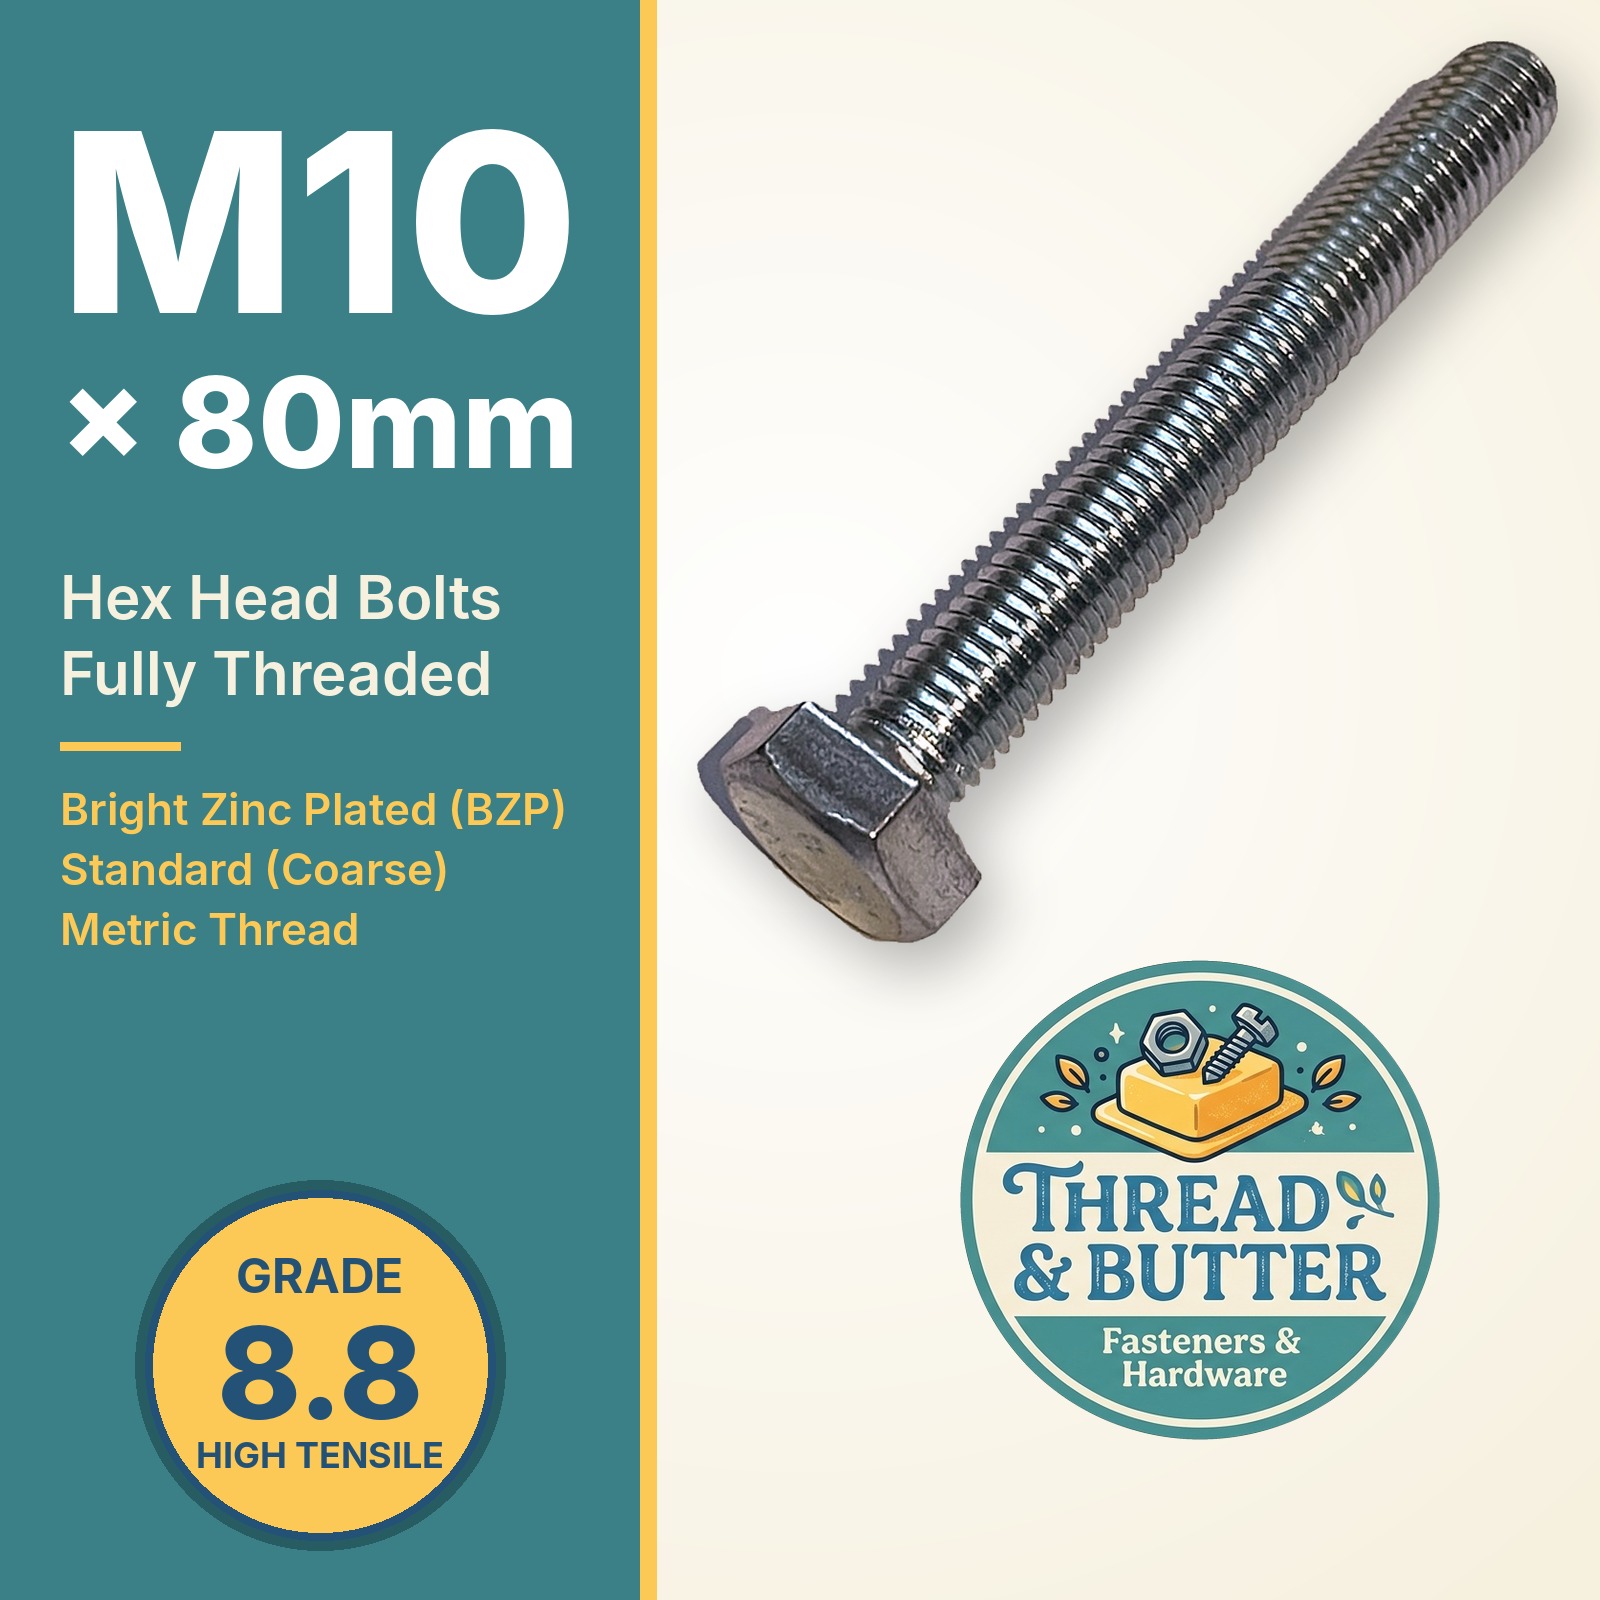 M10
× 80mm
Hex Head Bolts
Fully Threaded
Bright Zinc Plated (BZP)
Standard (Coarse)
Metric Thread
GRADE
8.8
HIGH TENSILE
THREAD
& BUTTER
Fasteners &
Hardware